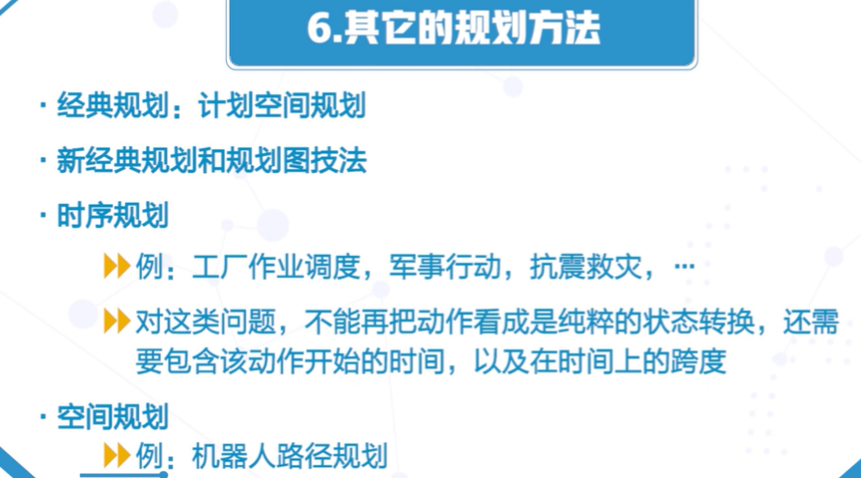 6.其它的规划方法
· 经典规划：计划空间规划
· 新经典规划和规划图技法
· 时序规划
例：工厂作业调度，军事行动，抗震救灾，…
对这类问题，不能再把动作看成是纯粹的状态转换，还需
要包含该动作开始的时间，以及在时间上的跨度
· 空间规划
例：机器人路径规划